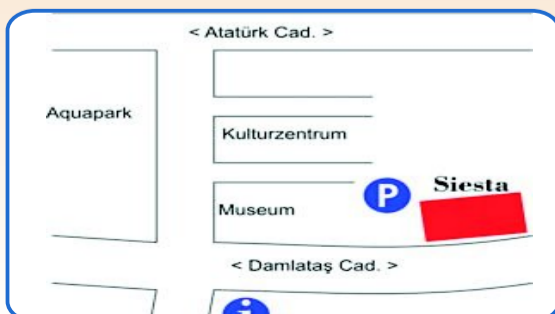 < Atatürk Cad. >
Aquapark
Kulturzentrum
Siesta
P
Museum
< Damlataş Cad. >
i